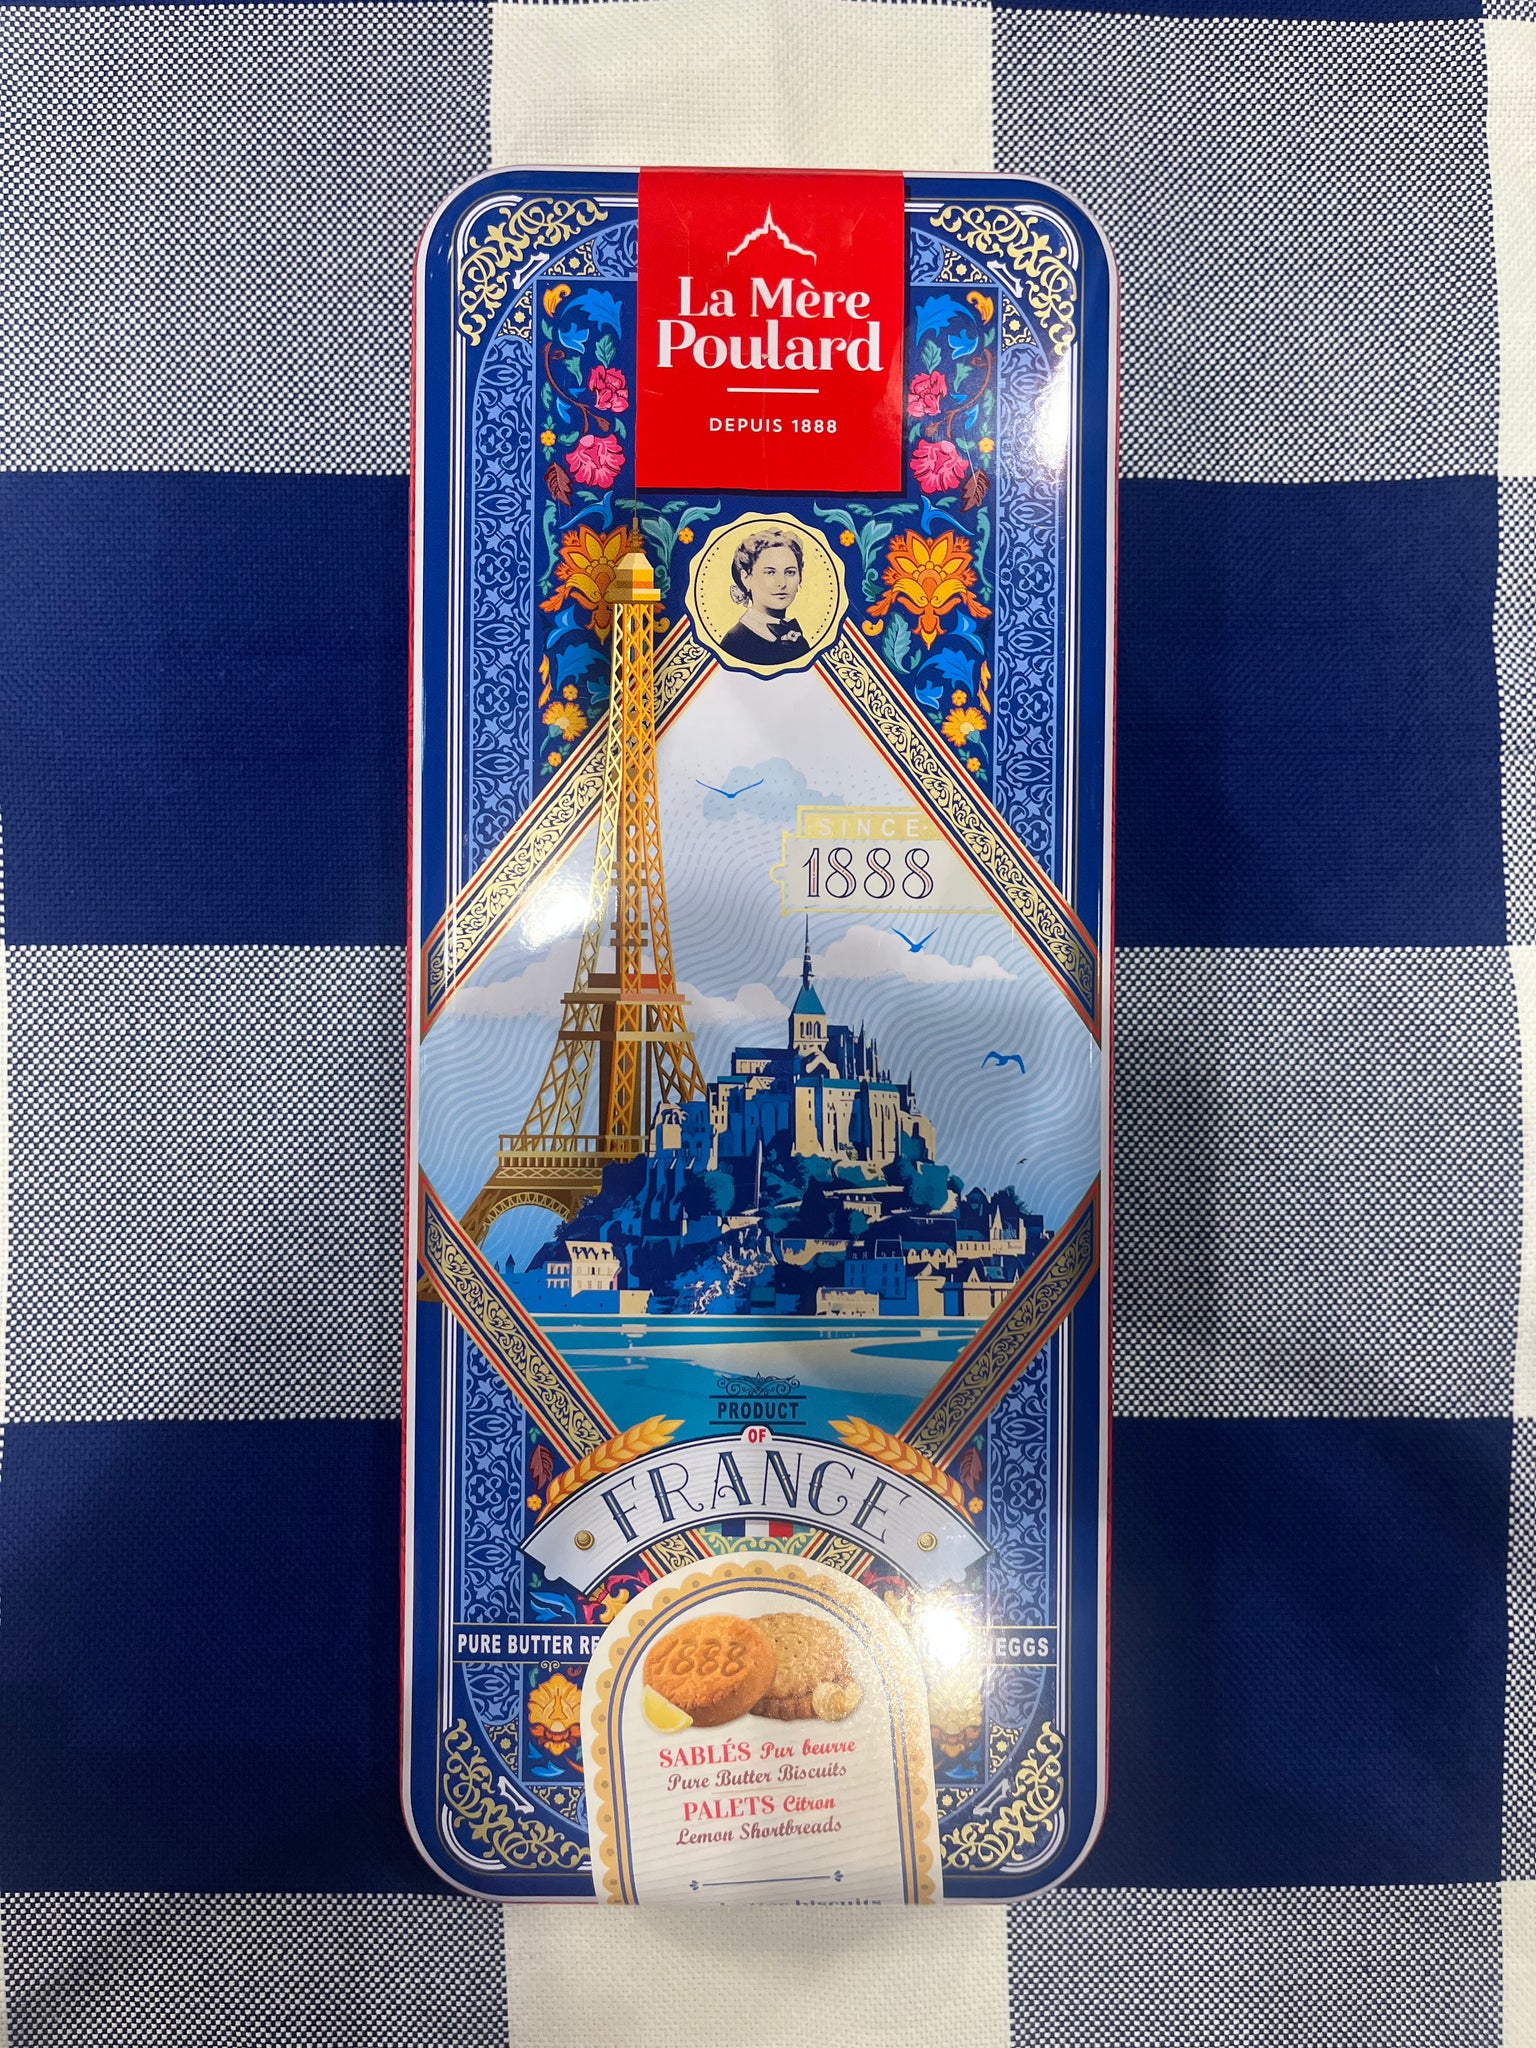 La Mère
Poulard
DEPUIS 1888
SINCE
1888
PRODUCT
OF
FRANCE
PURE BUTTER
EGGS
1888
SABLÉS Pur beurre
Pure Butter Biscuits
PALETS Citron
Lemon Shortbreads
biscuits